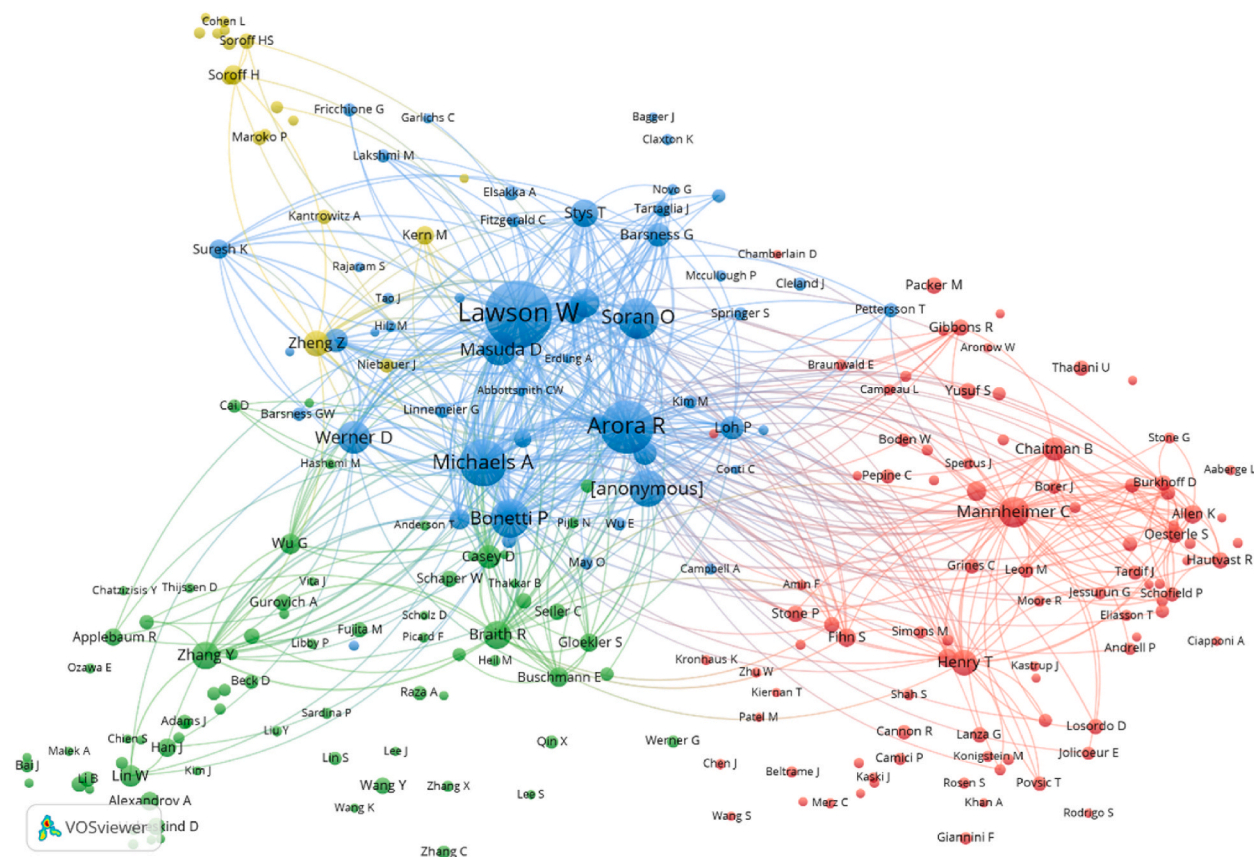 Cohen L
Soroff HS
Soroff H
Fricchione G
Garlichs C
Bagger J
Maroko P
Claxton K
Lakshmi M
Elsakka A
Novo G
Kantrowitz A
Fitzgerald C
Stys T
Tartaglia J
Kern M
Barsness G
Suresh K
Chamberlain D
Rajaram S
Mccullough P
Cleland J
Packer M
Tao J
Lawson W
Soran O
Springer S
Pettersson T
Hilz M
Gibbons R
Zheng Z
Masuda D
Erdling A
Aronow W
Niebauer J
Braunwald E
Thadani U
Abbottsmith CW
Campeau L
Yusuf S
Cai D
Barsness GW
Linnemeier G
Kim M
Werner D
Arora R
Loh P
Boden W
Stone G
Hashemi M
Michaels A
Conti C
Pepine C
Spertus J
Chaitman B
Aaberge L
[anonymous]
Borer J
Burkhoff D
Anderson T
Bonetti P
Pijls N
Wu E
Mannheimer C
Allen K
Oesterle S
Wu G
Casey D
May O
Campbell A
Grines C
Leon M
Tardif J
Hautvast R
Chatzizisis Y
Thijssen D
Vita J
Schaper W
Thakkar B
Amin F
Gurovich A
Scholz D
Seiler C
Stone P
Moore R
Jessurun G
Schofield P
Applebaum R
Libby P
Fujita M
Picard F
Braith R
Gloekler S
Fihn S
Simons M
Eliasson T
Zhang Y
Heil M
Andrell P
Ciapponi A
Ozawa E
Beck D
Raza A
Buschmann E
Kronhaus K
Zhu W
Henry T
Kastrup J
Kiernan T
Shah S
Adams J
Sardina P
Patel M
Losordo D
Chien S
Liu Y
Qin X
Werner G
Cannon R
Lanza G
Malek A
Han J
Lee J
Jolicoeur E
Bai J
Li B
Lin W
Kim J
Lin S
Chen J
Beltrame J
Kaski J
Camici P
Konigstein M
Wang Y
Zhang X
Lee S
Rosen S
Povsic T
Alexandrov A
Wang K
Wang S
Merz C
Khan A
Rodrigo S
VOSviewer
Zhang C
Giannini F